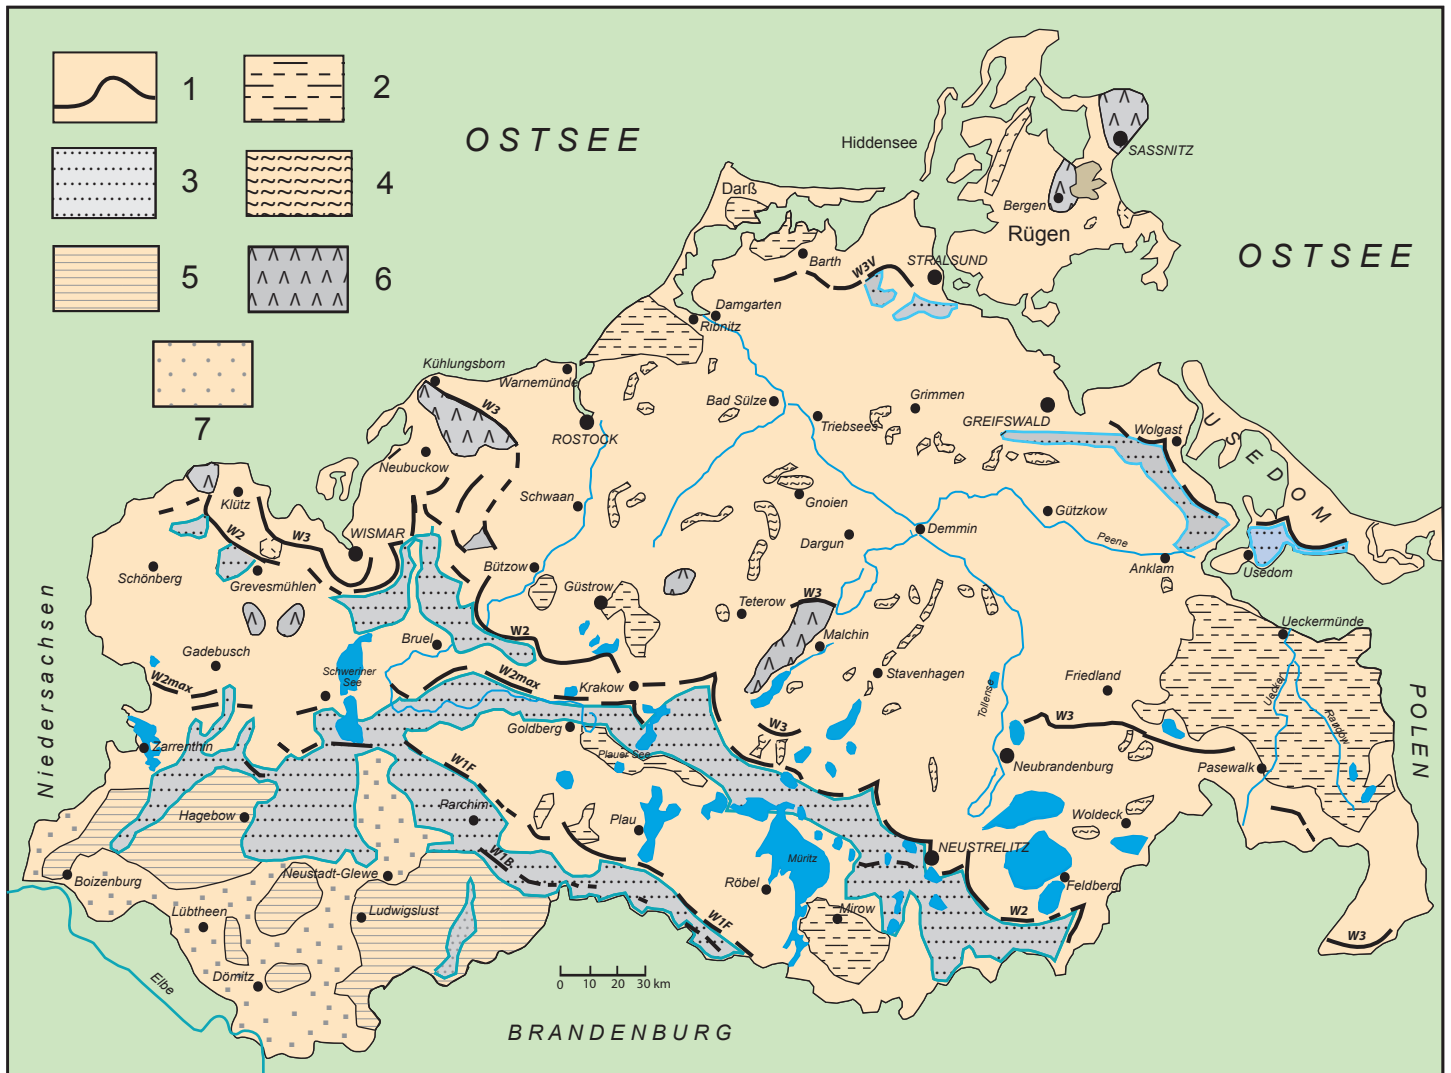 1
2
3
4
5
6
7
OSTSEE
Hiddensee
SASSNITZ
Bergen
Rügen
OSTSEE
Darß
Barth
W3V
STRALSUND
Damgarten
Ribnitz
Kühlungsborn
Warnemünde
W3
ROSTOCK
Neubuckow
Bad Sülze
Triebsees
Grimmen
GREIFSWALD
Wolgast
USEDOM
Klütz
W2
W3
WISMAR
Schwaan
Gnoien
Dargun
Demmin
Gützkow
Peene
Anklam
Usedom
Schönberg
Grevesmühlen
Bützow
Güstrow
Teterow
W3
Malchin
Ueckermünde
Niedersachsen
Gadebusch
Bruel
W2
Schweriner
See
W2max
W2max
Krakow
Stavenhagen
Tollense
Friedland
Uecker
Randow
POLEN
Zarrenthin
Goldberg
Plauer See
W3
W3
Neubrandenburg
Pasewalk
W1F
Hagebow
Parchim
Plau
Woldeck
W1B
Müritz
NEUSTRELITZ
Boizenburg
Neustadt-Glewe
Röbel
Feldberg
Lübtheen
Ludwigslust
W1F
Mirow
W2
W3
Dömitz
Elbe
0 10 20 30 km
BRANDENBURG